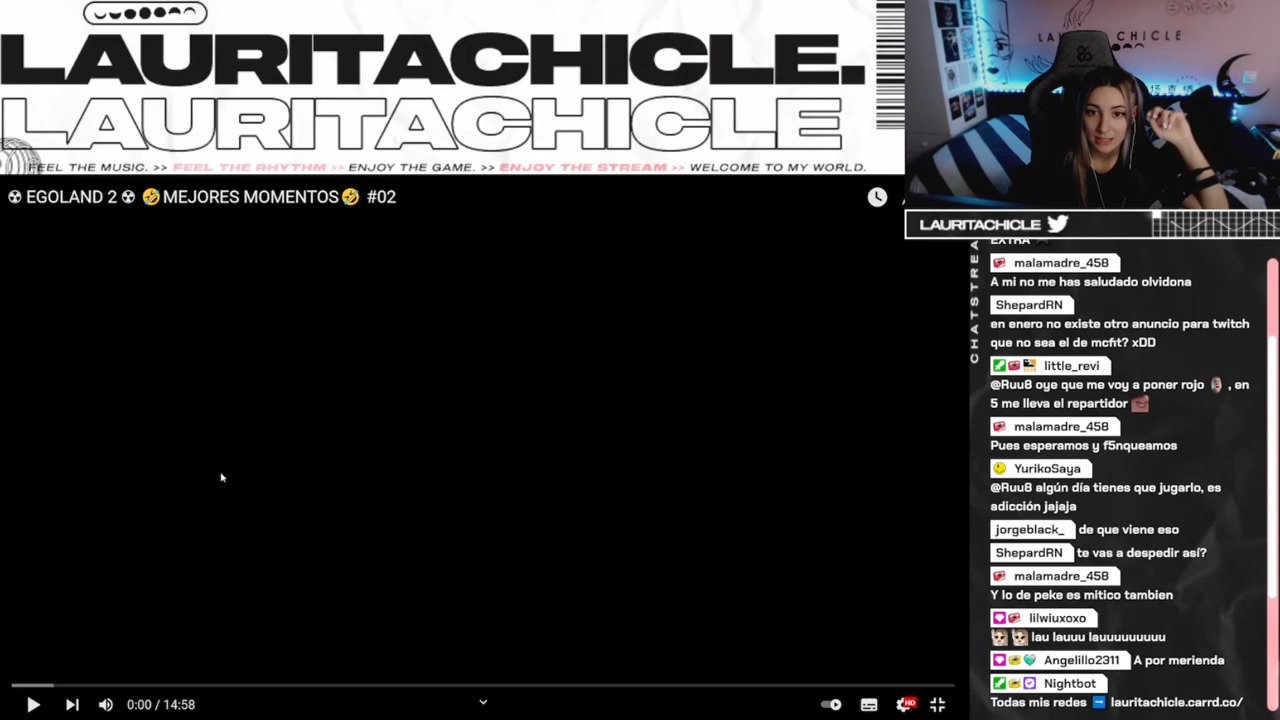 LAURITACHICLE.
LAURITACHICLE
FEEL THE MUSIC. >> FEEL THE RHYTHM >> ENJOY THE GAME. >> ENJOY THE STREAM >> WELCOME TO MY WORLD.
☢ EGOLAND 2 ☢ 🤣MEJORES MOMENTOS🤣 #02
LAURITACHICLE
CHATSTREA
EXTRA
malamadre_458
A mi no me has saludado olvidona
ShepardRN
en enero no existe otro anuncio para twitch
que no sea el de mcfit? xDD
little_revi
@Ruu8 oye que me voy a poner rojo , en
5 me lleva el repartidor
malamadre_458
Pues esperamos y f5nqueamos
YurikoSaya
@Ruu8 algún día tienes que jugarlo, es
adicción jajaja
jorgeblack_ de que viene eso
ShepardRN te vas a despedir así?
malamadre_458
Y lo de peke es mitico tambien
lilwiuxoxo
lau lauuu lauuuuuuuuu
Angelillo2311 A por merienda
Nightbot
Todas mis redes ➡ lauritachicle.carrd.co/
0:00 / 14:58
HD